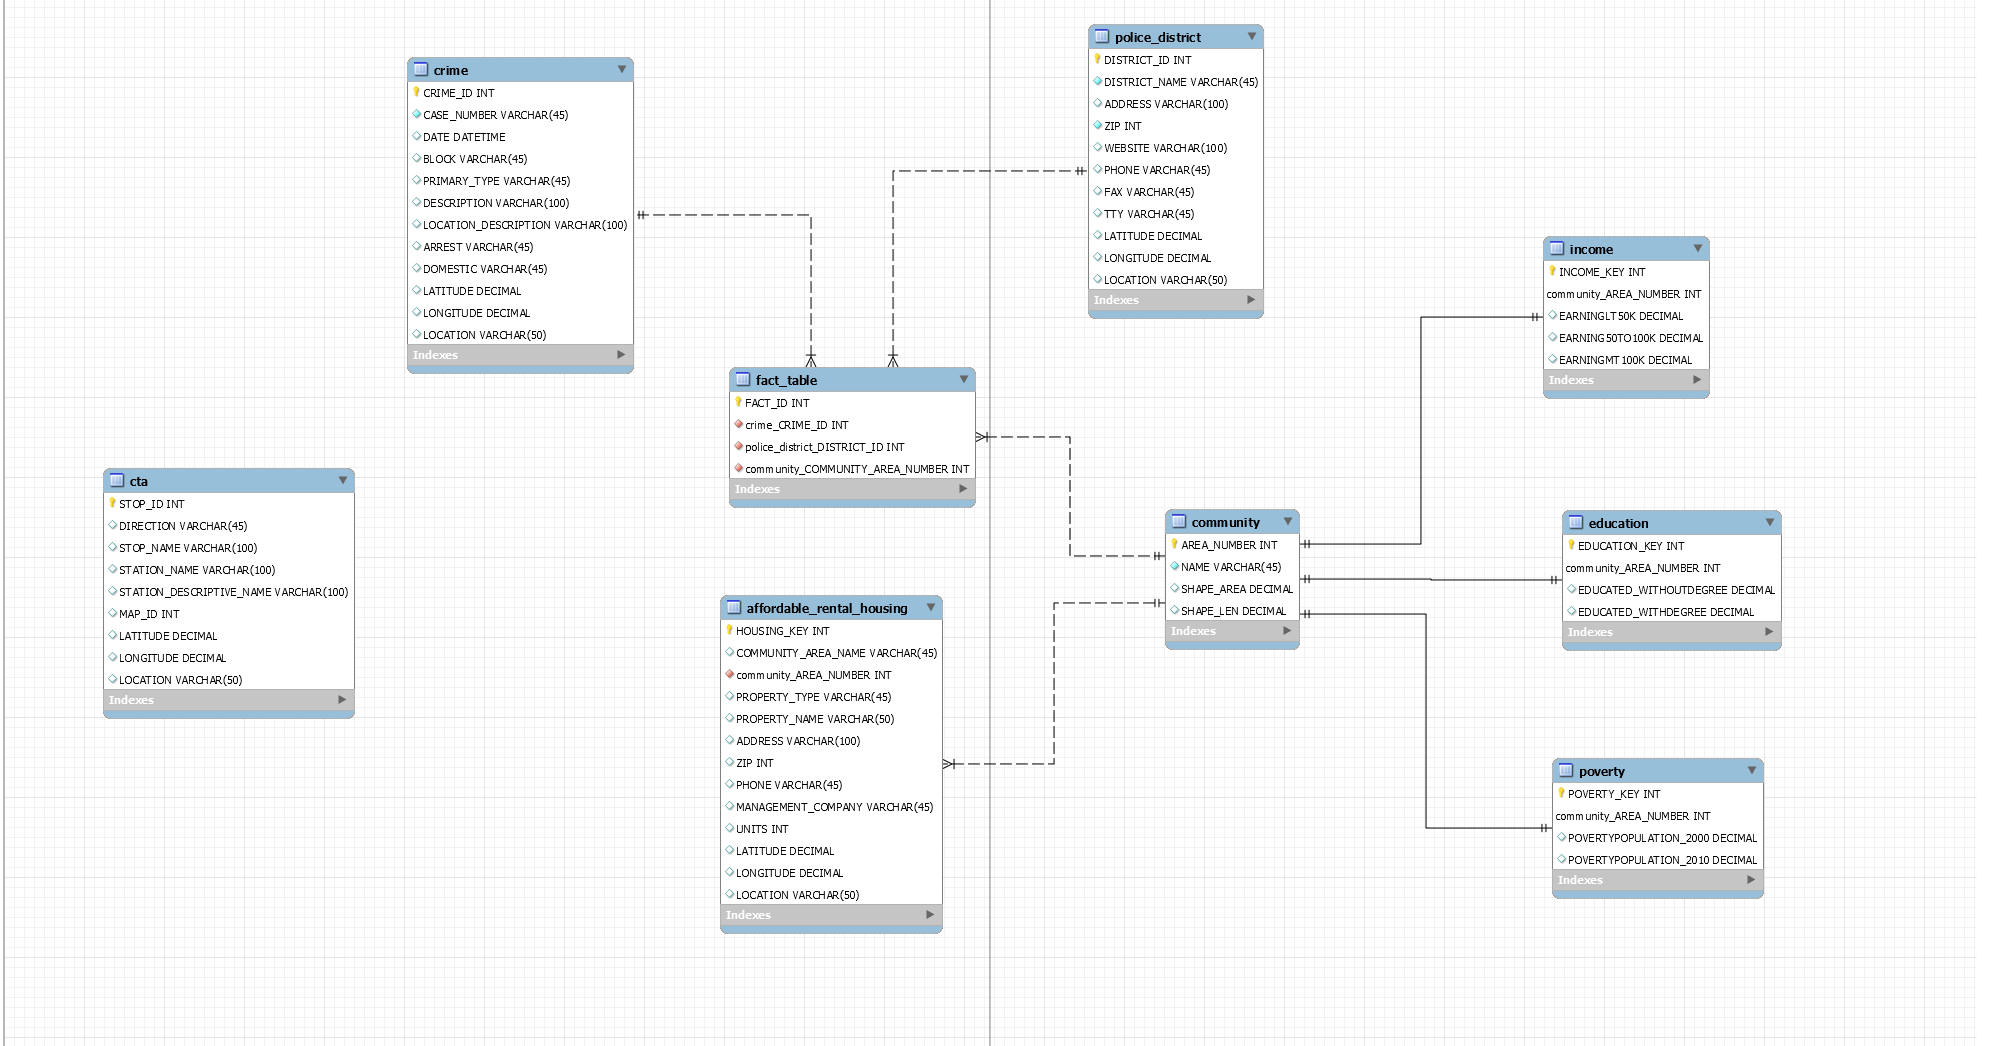 crime
CRIME_ID INT
CASE_NUMBER VARCHAR(45)
DATE DATETIME
BLOCK VARCHAR(45)
PRIMARY_TYPE VARCHAR(45)
DESCRIPTION VARCHAR(100)
LOCATION_DESCRIPTION VARCHAR(100)
ARREST VARCHAR(45)
DOMESTIC VARCHAR(45)
LATITUDE DECIMAL
LONGITUDE DECIMAL
LOCATION VARCHAR(50)
Indexes
police_district
DISTRICT_ID INT
DISTRICT_NAME VARCHAR(45)
ADDRESS VARCHAR(100)
ZIP INT
WEBSITE VARCHAR(100)
PHONE VARCHAR(45)
FAX VARCHAR(45)
TTY VARCHAR(45)
LATITUDE DECIMAL
LONGITUDE DECIMAL
LOCATION VARCHAR(50)
Indexes
income
INCOME_KEY INT
community_AREA_NUMBER INT
EARNINGLT50K DECIMAL
EARNING50TO100K DECIMAL
EARNINGMT100K DECIMAL
Indexes
fact_table
FACT_ID INT
crime_CRIME_ID INT
police_district_DISTRICT_ID INT
community_COMMUNITY_AREA_NUMBER INT
Indexes
cta
STOP_ID INT
DIRECTION VARCHAR(45)
STOP_NAME VARCHAR(100)
STATION_NAME VARCHAR(100)
STATION_DESCRIPTIVE_NAME VARCHAR(100)
MAP_ID INT
LATITUDE DECIMAL
LONGITUDE DECIMAL
LOCATION VARCHAR(50)
Indexes
community
AREA_NUMBER INT
NAME VARCHAR(45)
SHAPE_AREA DECIMAL
SHAPE_LEN DECIMAL
Indexes
education
EDUCATION_KEY INT
community_AREA_NUMBER INT
EDUCATED_WITHOUTDEGREE DECIMAL
EDUCATED_WITHDEGREE DECIMAL
Indexes
affordable_rental_housing
HOUSING_KEY INT
COMMUNITY_AREA_NAME VARCHAR(45)
community_AREA_NUMBER INT
PROPERTY_TYPE VARCHAR(45)
PROPERTY_NAME VARCHAR(50)
ADDRESS VARCHAR(100)
ZIP INT
PHONE VARCHAR(45)
MANAGEMENT_COMPANY VARCHAR(45)
UNITS INT
LATITUDE DECIMAL
LONGITUDE DECIMAL
LOCATION VARCHAR(50)
Indexes
poverty
POVERTY_KEY INT
community_AREA_NUMBER INT
POVERTYPOPULATION_2000 DECIMAL
POVERTYPOPULATION_2010 DECIMAL
Indexes